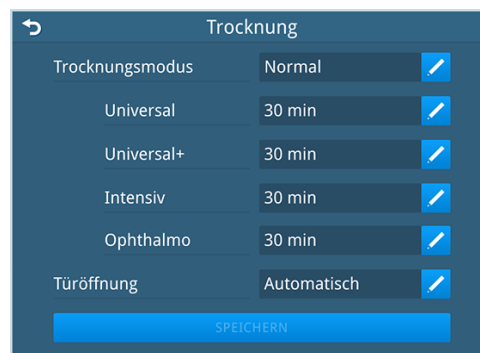 Trocknung
Trocknungsmodus Normal
Universal 30 min
Universal+ 30 min
Intensiv 30 min
Ophthalmo 30 min
Türöffnung Automatisch
SPEICHERN